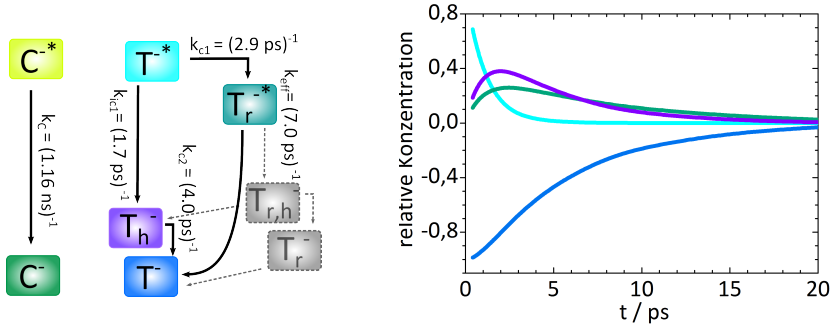 C⁻*
k_C = (1.16 ns)⁻¹
C⁻
T⁻*
k_c1 = (2.9 ps)⁻¹
T_r⁻*
k_ic1 = (1.7 ps)⁻¹
k_c2 = (4.0 ps)⁻¹
k_eff = (7.0 ps)⁻¹
T_r,h⁻
T_h⁻
T_r⁻
T⁻
relative Konzentration
0,8
0,4
0,0
-0,4
-0,8
0 5 10 15 20
t / ps